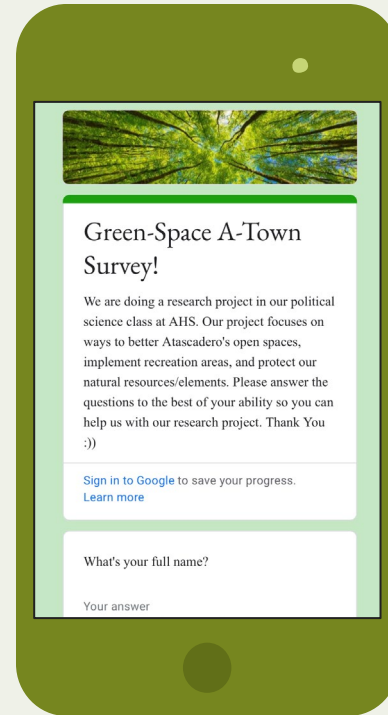 Green-Space A-Town
Survey!
We are doing a research project in our political
science class at AHS. Our project focuses on
ways to better Atascadero's open spaces,
implement recreation areas, and protect our
natural resources/elements. Please answer the
questions to the best of your ability so you can
help us with our research project. Thank You
:))
Sign in to Google to save your progress.
Learn more
What's your full name?
Your answer